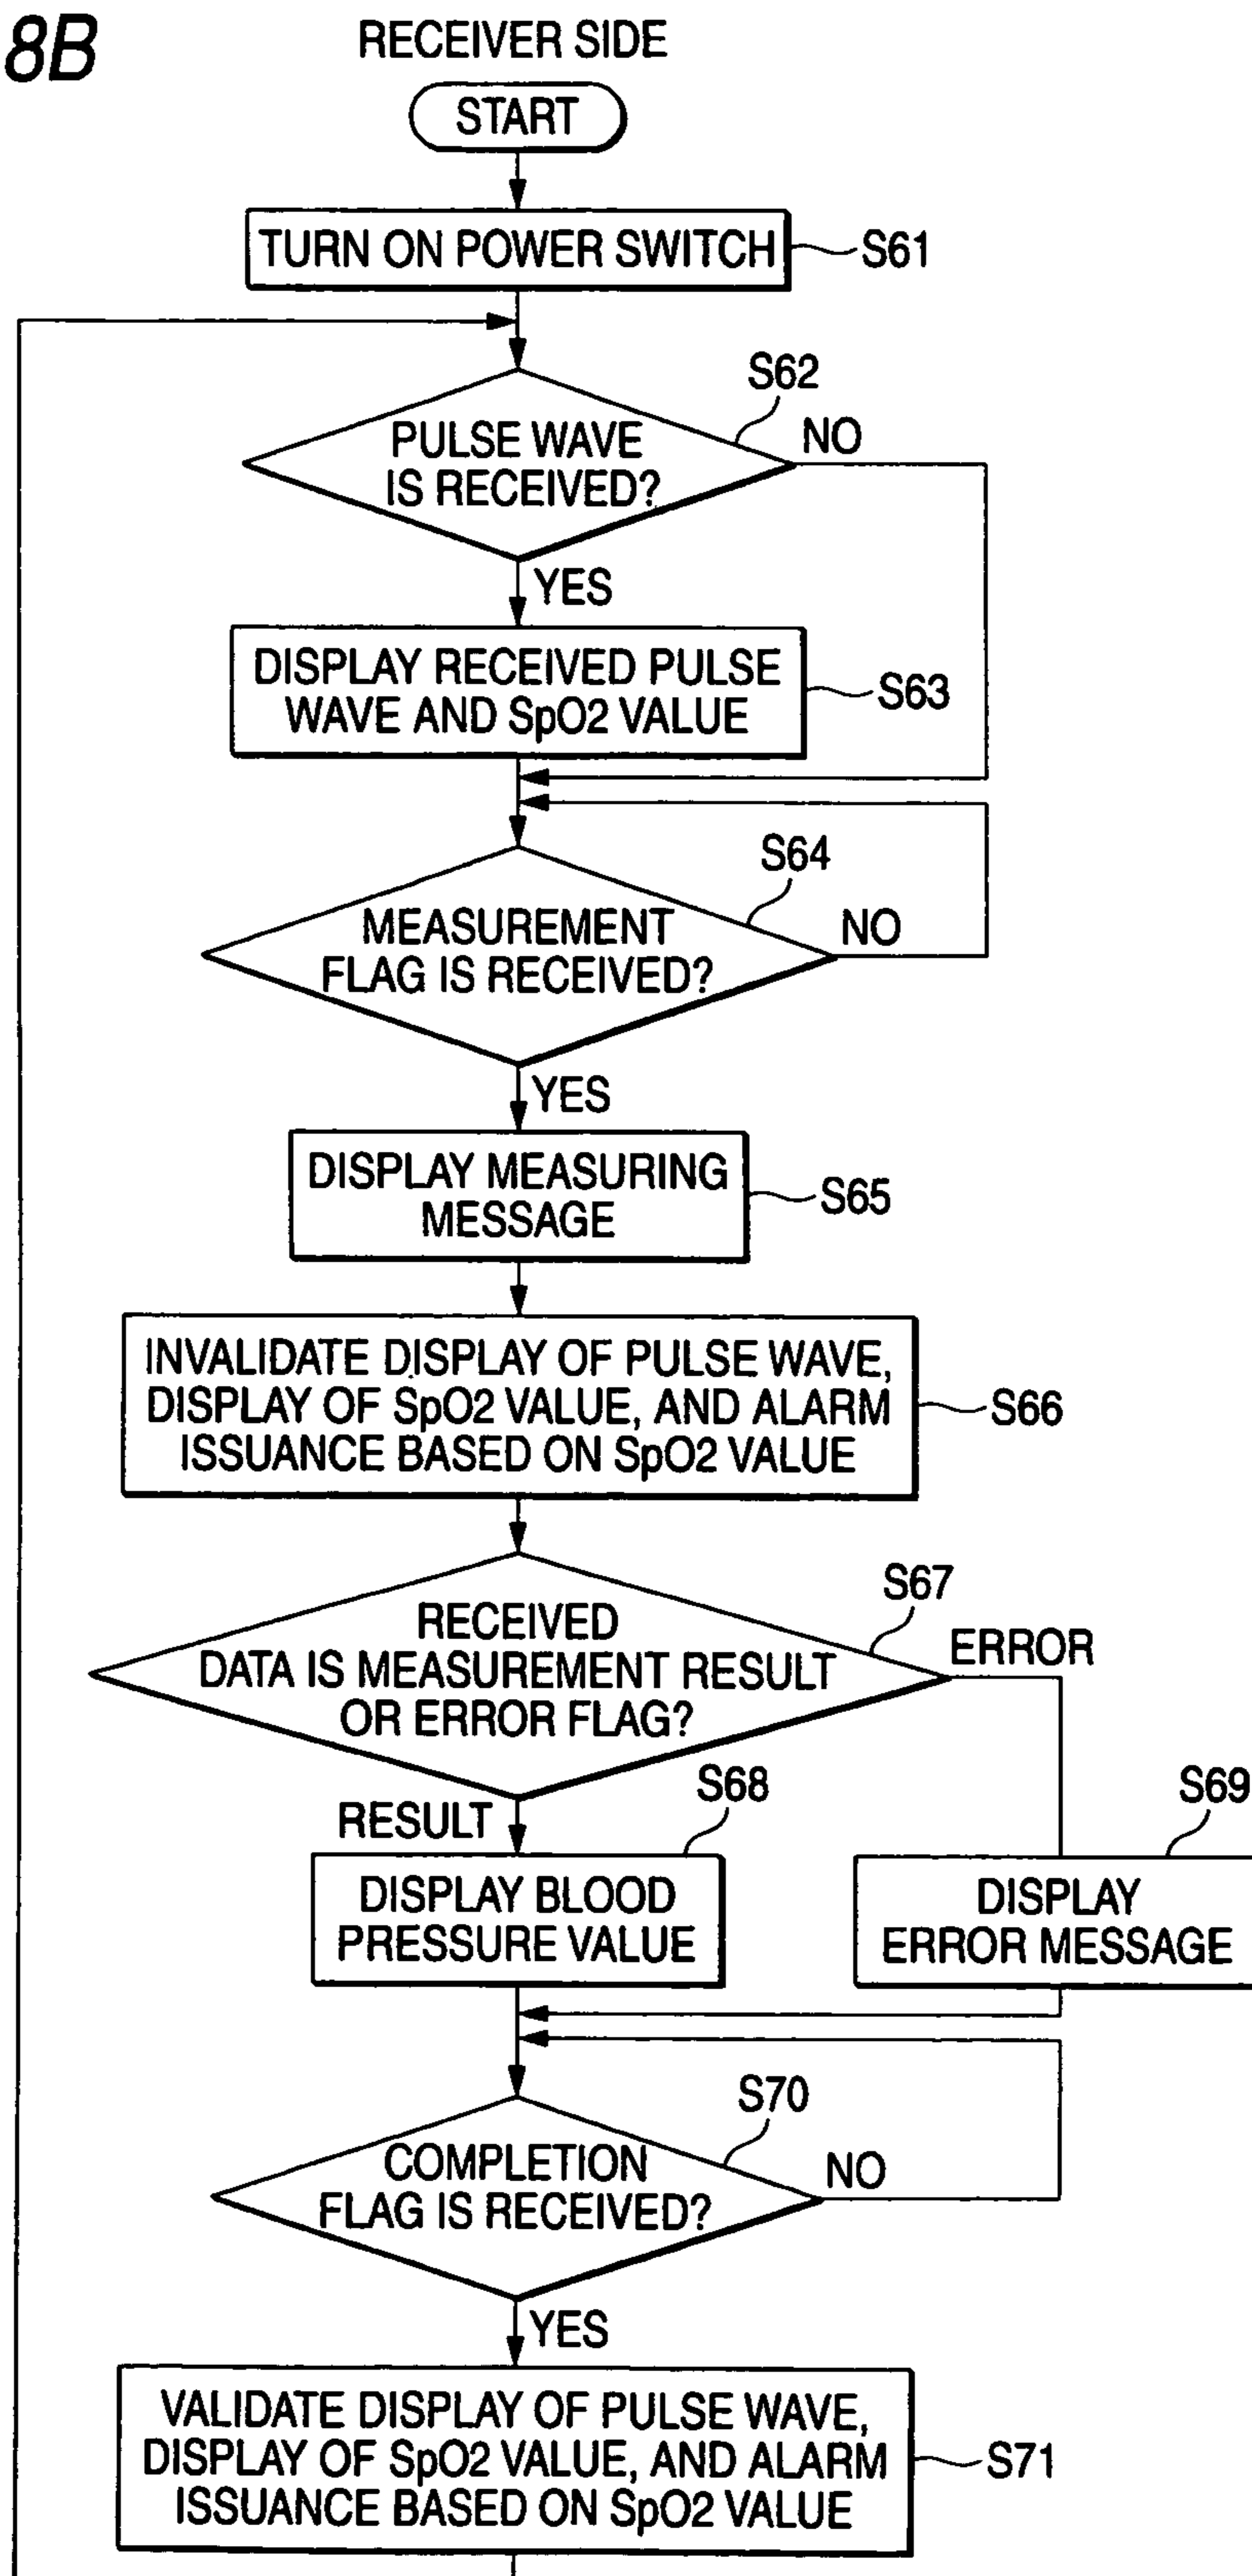 8B
RECEIVER SIDE
START
TURN ON POWER SWITCH
S61
S62
PULSE WAVE
IS RECEIVED?
NO
YES
DISPLAY RECEIVED PULSE
WAVE AND SpO2 VALUE
S63
S64
MEASUREMENT
FLAG IS RECEIVED?
NO
YES
DISPLAY MEASURING
MESSAGE
S65
INVALIDATE DISPLAY OF PULSE WAVE,
DISPLAY OF SpO2 VALUE, AND ALARM
ISSUANCE BASED ON SpO2 VALUE
S66
S67
RECEIVED
DATA IS MEASUREMENT RESULT
OR ERROR FLAG?
ERROR
RESULT
S68
DISPLAY BLOOD
PRESSURE VALUE
S69
DISPLAY
ERROR MESSAGE
S70
COMPLETION
FLAG IS RECEIVED?
NO
YES
VALIDATE DISPLAY OF PULSE WAVE,
DISPLAY OF SpO2 VALUE, AND ALARM
ISSUANCE BASED ON SpO2 VALUE
S71